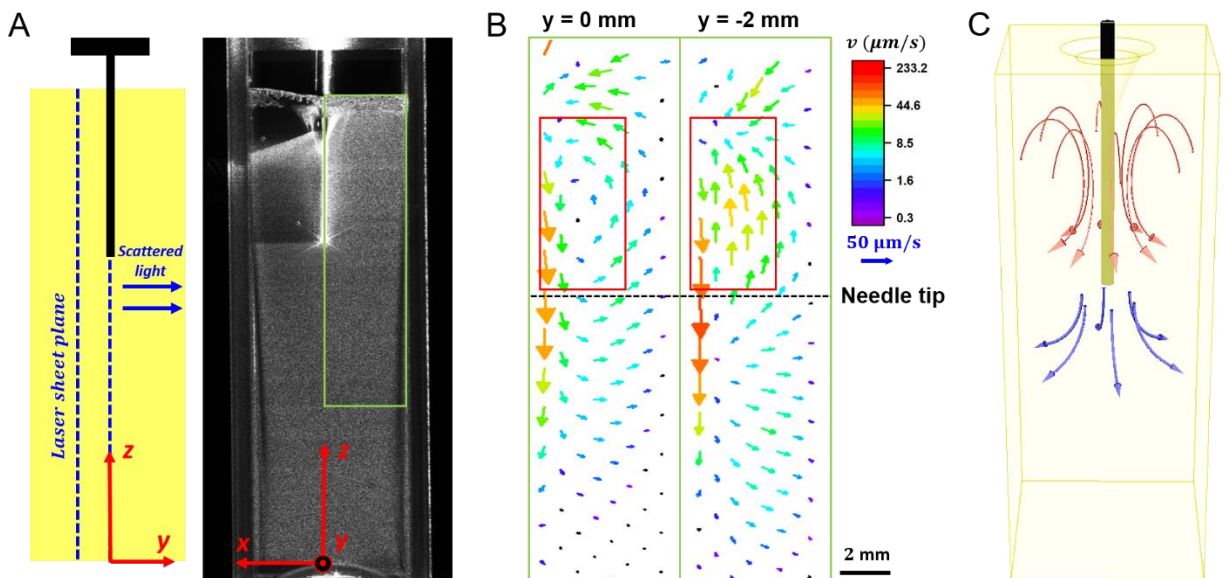 A
Laser sheet plane
Scattered
light
z
y
z
x
y
B
y = 0 mm
y = -2 mm
v (μm/s)
233.2
44.6
8.5
1.6
0.3
50 μm/s
Needle tip
2 mm
C